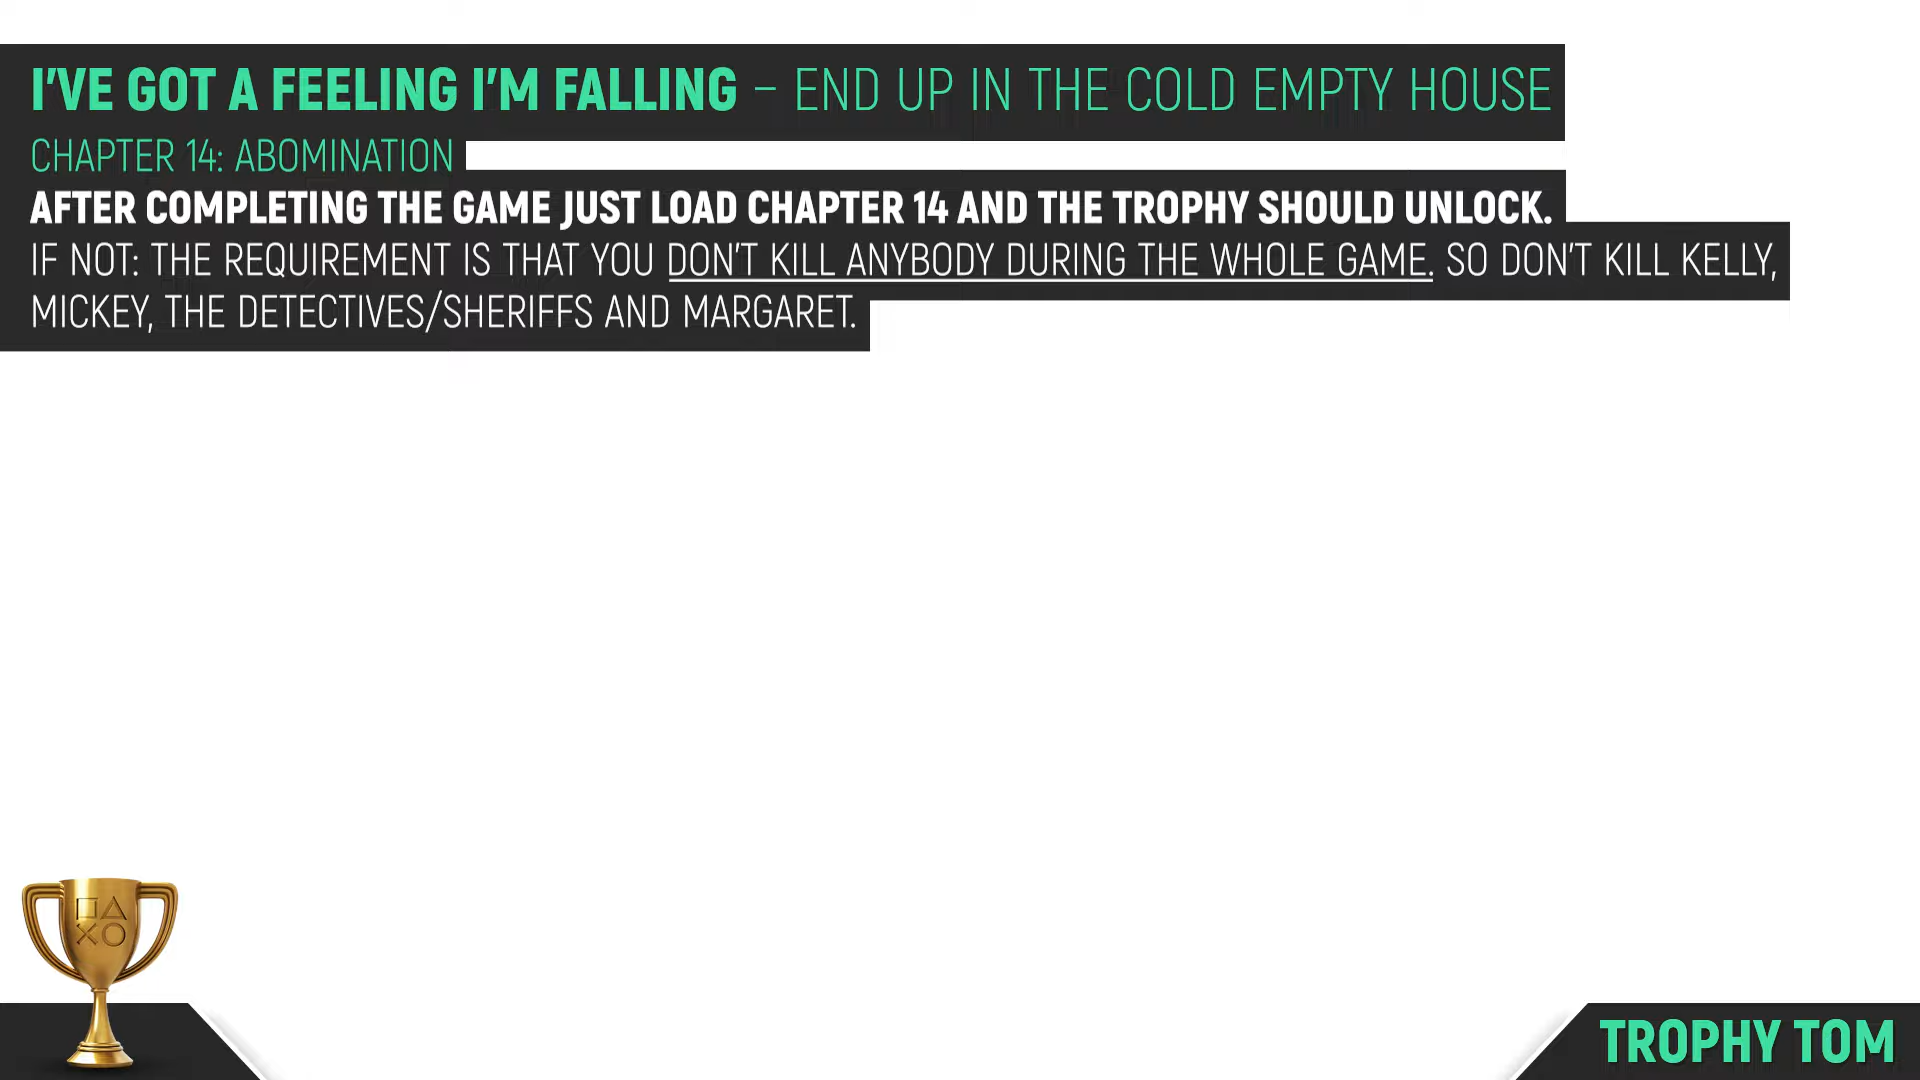 I'VE GOT A FEELING I'M FALLING – END UP IN THE COLD EMPTY HOUSE
CHAPTER 14: ABOMINATION
AFTER COMPLETING THE GAME JUST LOAD CHAPTER 14 AND THE TROPHY SHOULD UNLOCK.
IF NOT: THE REQUIREMENT IS THAT YOU DON'T KILL ANYBODY DURING THE WHOLE GAME. SO DON'T KILL KELLY,
MICKEY, THE DETECTIVES/SHERIFFS AND MARGARET.
TROPHY TOM